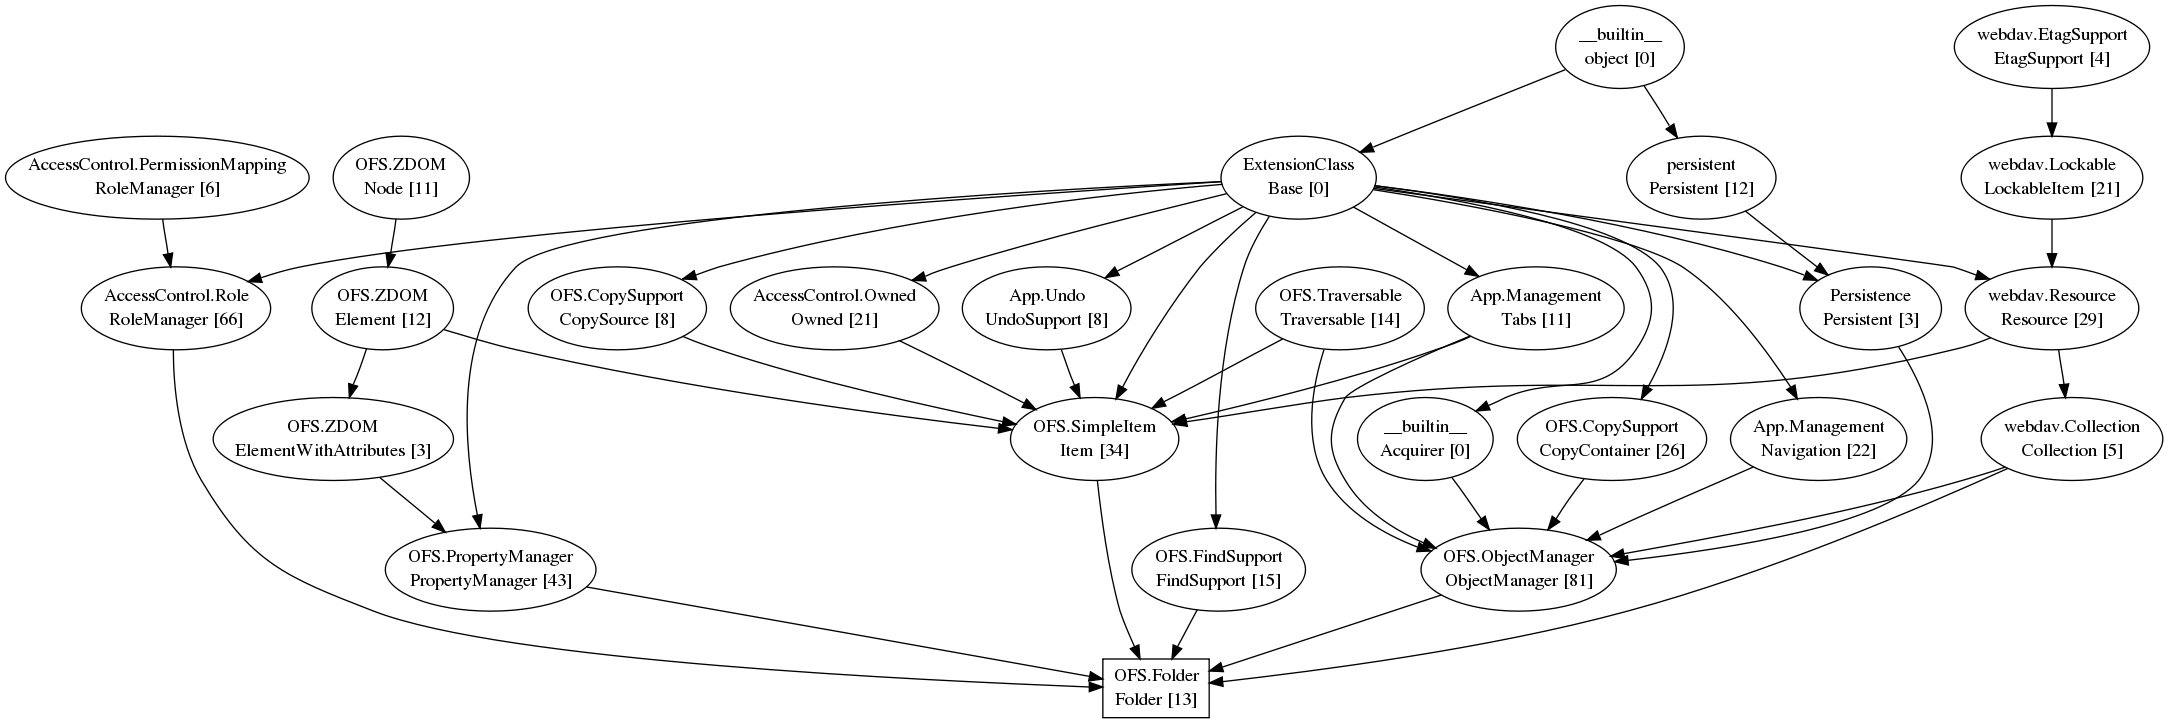 __builtin__
object [0]
webdav.EtagSupport
EtagSupport [4]
AccessControl.PermissionMapping
RoleManager [6]
OFS.ZDOM
Node [11]
ExtensionClass
Base [0]
persistent
Persistent [12]
webdav.Lockable
LockableItem [21]
AccessControl.Role
RoleManager [66]
OFS.ZDOM
Element [12]
OFS.CopySupport
CopySource [8]
AccessControl.Owned
Owned [21]
App.Undo
UndoSupport [8]
OFS.Traversable
Traversable [14]
App.Management
Tabs [11]
Persistence
Persistent [3]
webdav.Resource
Resource [29]
OFS.ZDOM
ElementWithAttributes [3]
OFS.SimpleItem
Item [34]
__builtin__
Acquirer [0]
OFS.CopySupport
CopyContainer [26]
App.Management
Navigation [22]
webdav.Collection
Collection [5]
OFS.PropertyManager
PropertyManager [43]
OFS.FindSupport
FindSupport [15]
OFS.ObjectManager
ObjectManager [81]
OFS.Folder
Folder [13]